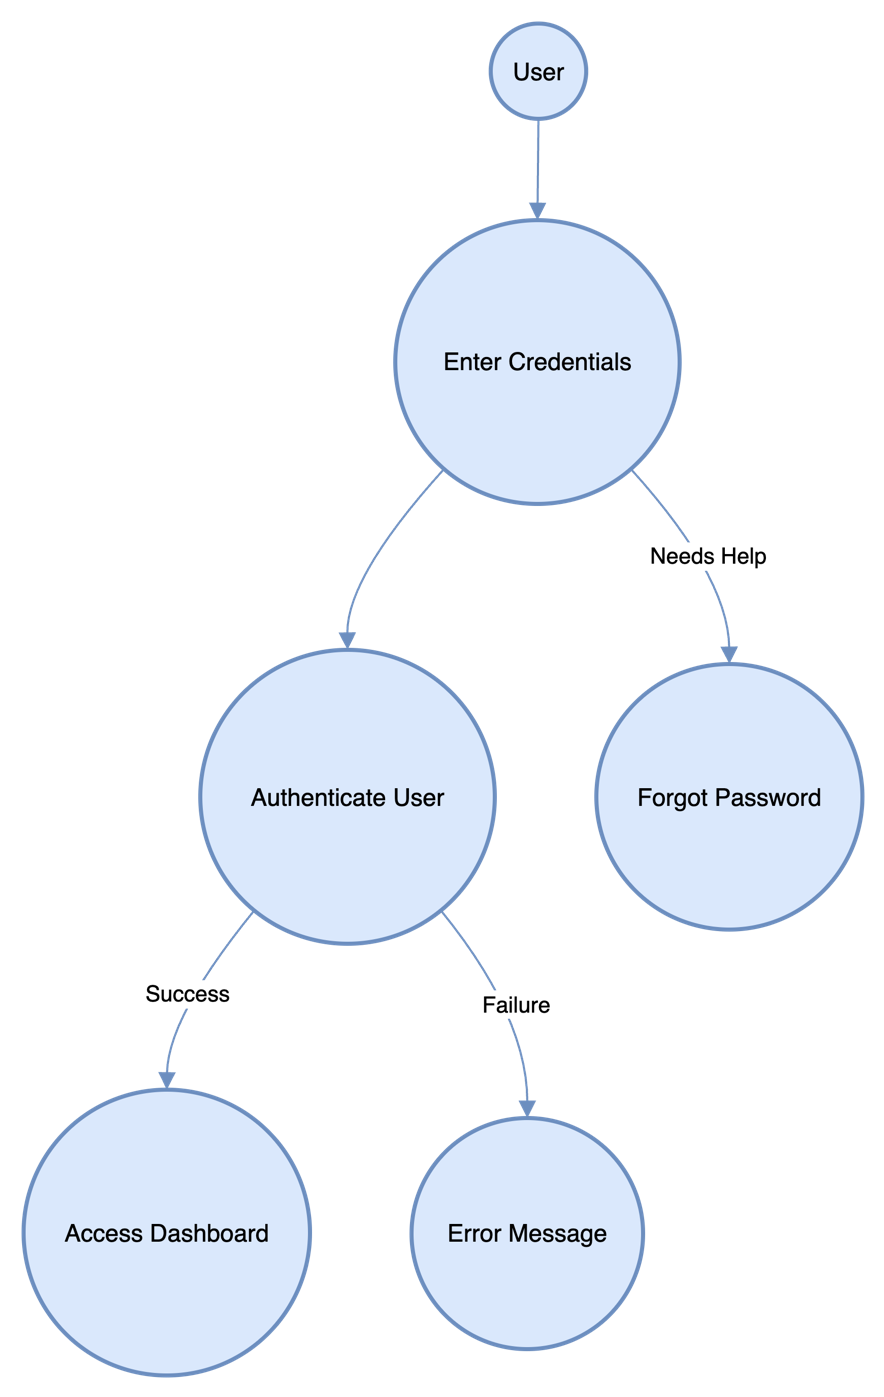 User
Enter Credentials
Needs Help
Authenticate User
Forgot Password
Success
Failure
Access Dashboard
Error Message